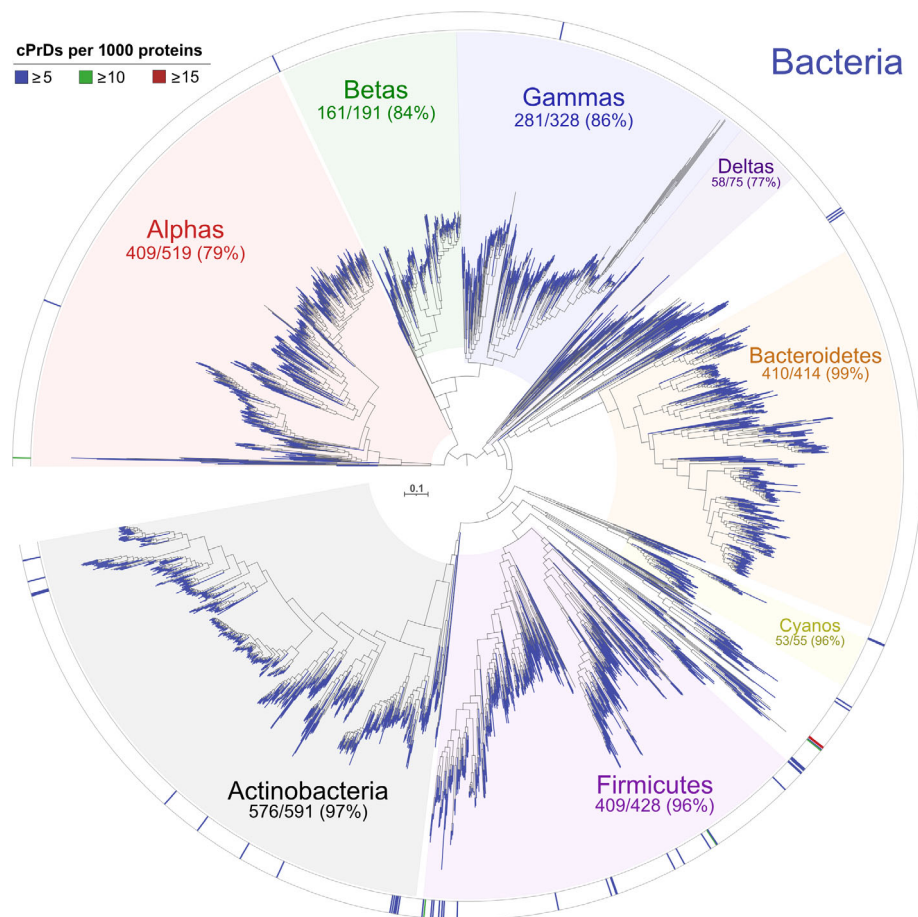 cPrDs per 1000 proteins
≥5 ≥10 ≥15
Bacteria
Betas
161/191 (84%)
Gammas
281/328 (86%)
Deltas
58/75 (77%)
Alphas
409/519 (79%)
Bacteroidetes
410/414 (99%)
0.1
Cyanos
53/55 (96%)
Actinobacteria
576/591 (97%)
Firmicutes
409/428 (96%)